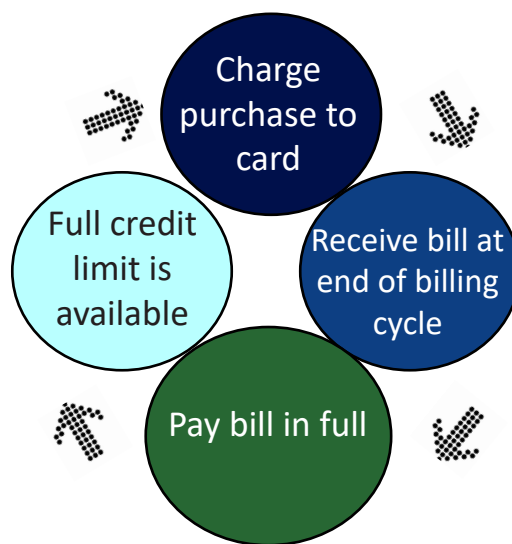 Charge
purchase to
card
Receive bill at
end of billing
cycle
Pay bill in full
Full credit
limit is
available